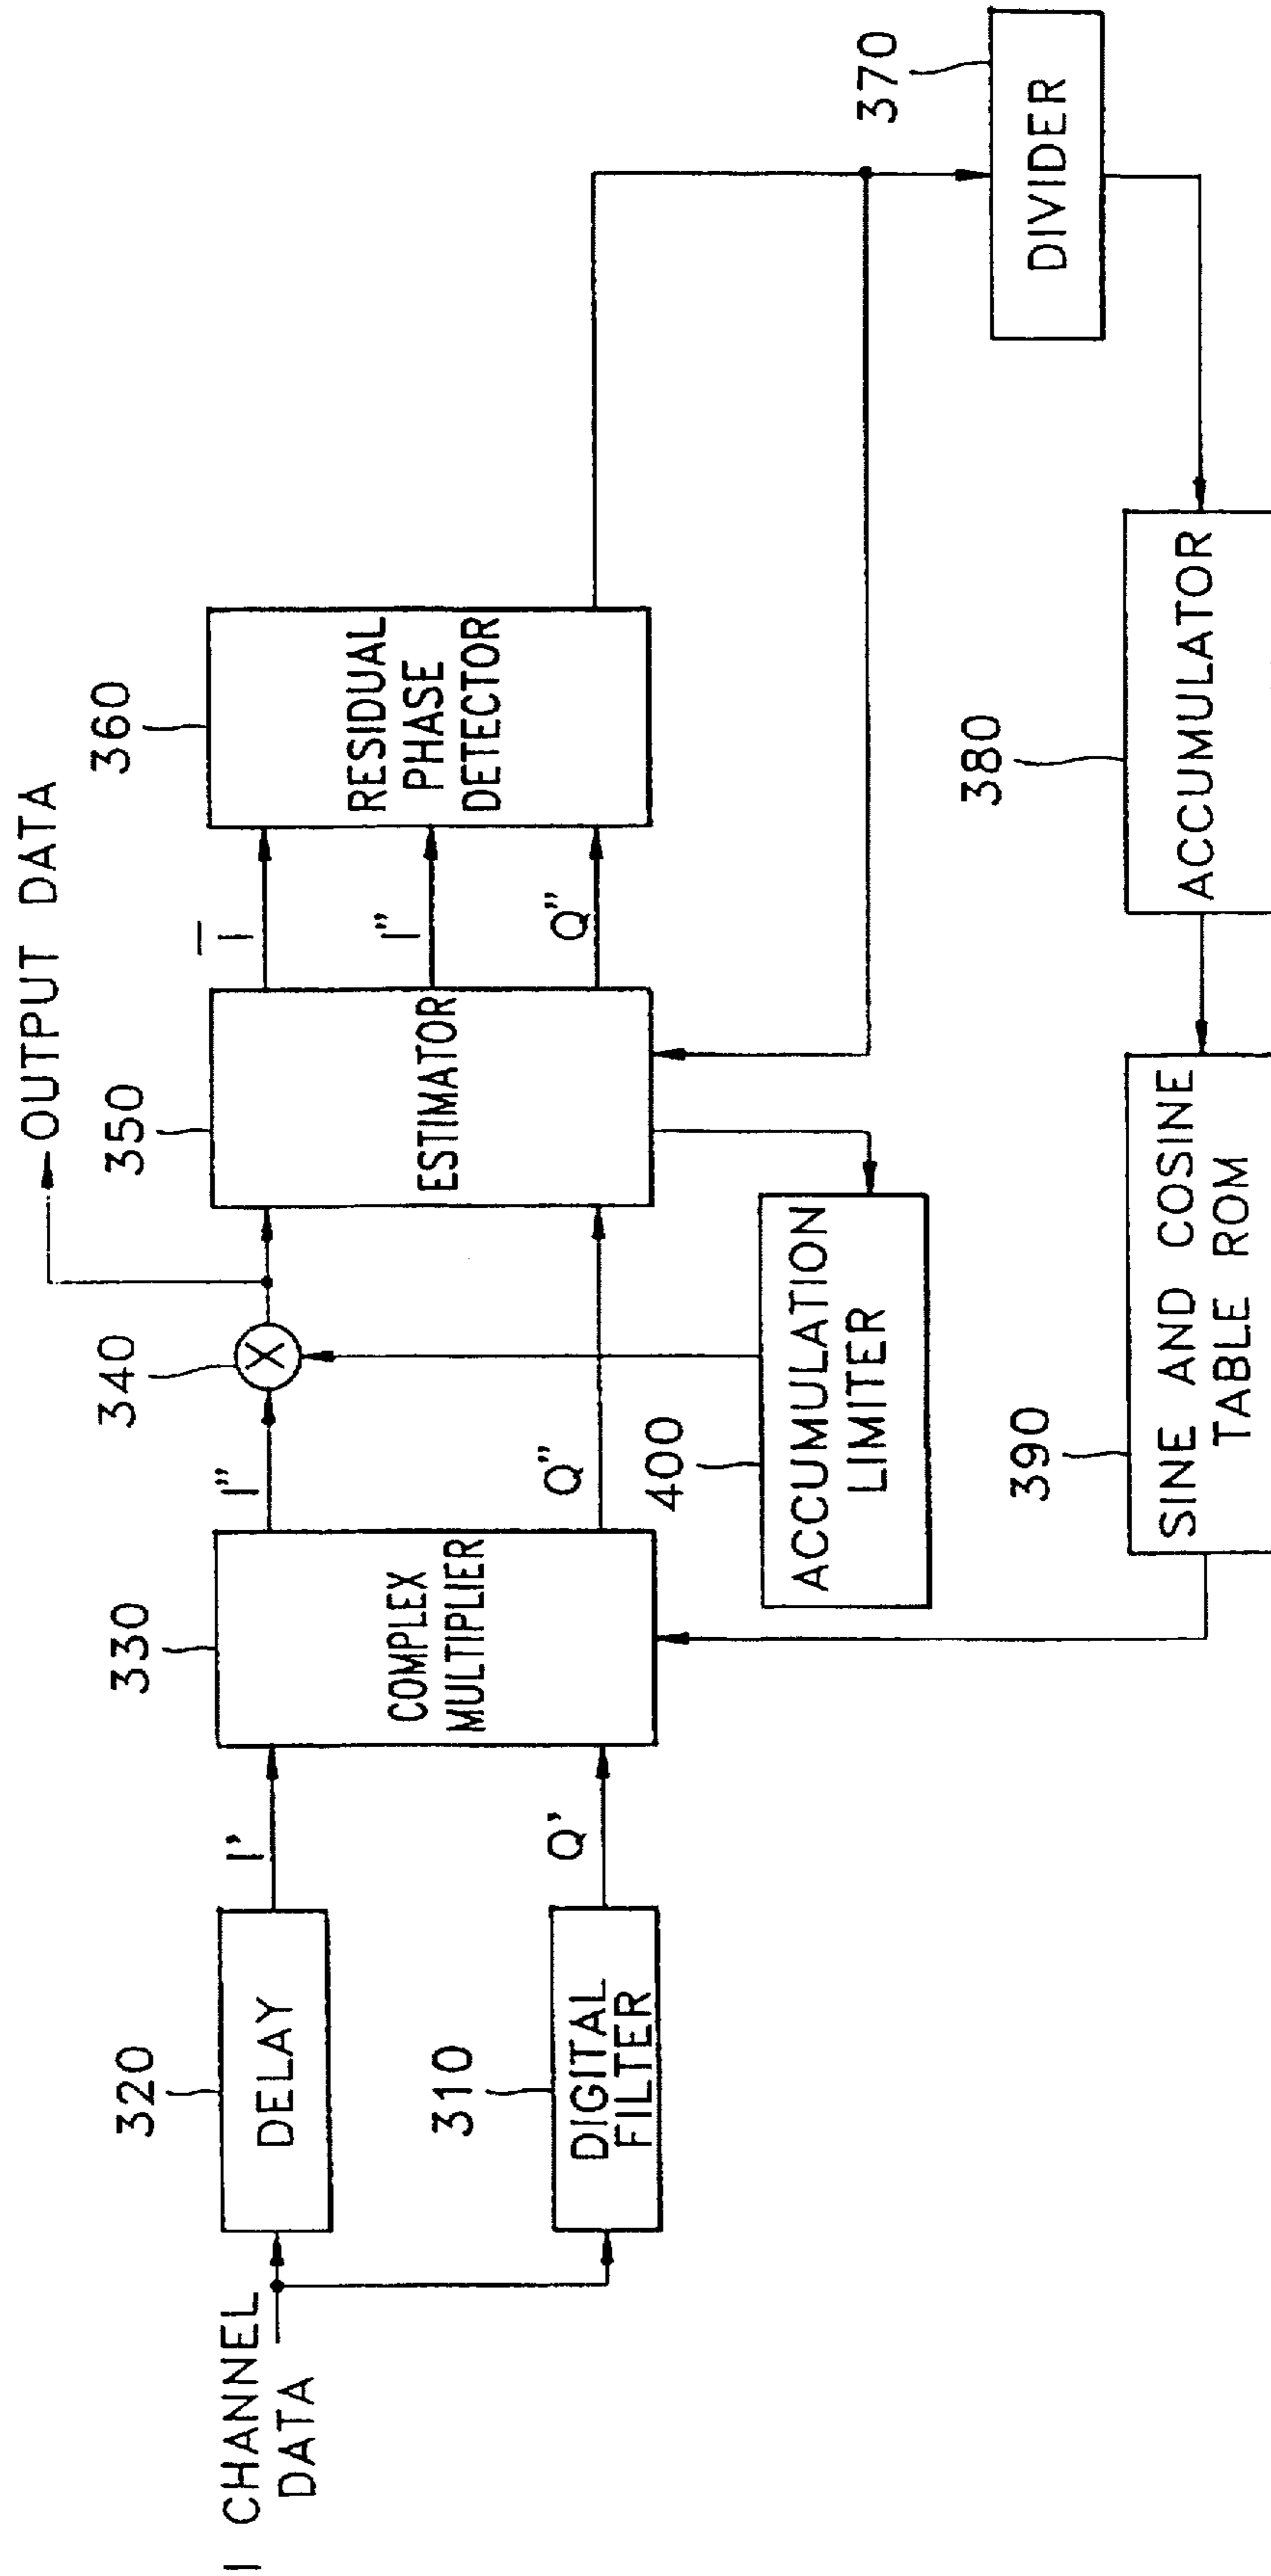 OUTPUT DATA
I CHANNEL
DATA
320
DELAY
310
DIGITAL
FILTER
I'
Q'
330
COMPLEX
MULTIPLIER
I"
Q"
340
X
350
ESTIMATOR
I
I"
Q"
360
RESIDUAL
PHASE
DETECTOR
400
ACCUMULATION
LIMITER
370
DIVIDER
380
ACCUMULATOR
390
SINE AND COSINE
TABLE ROM